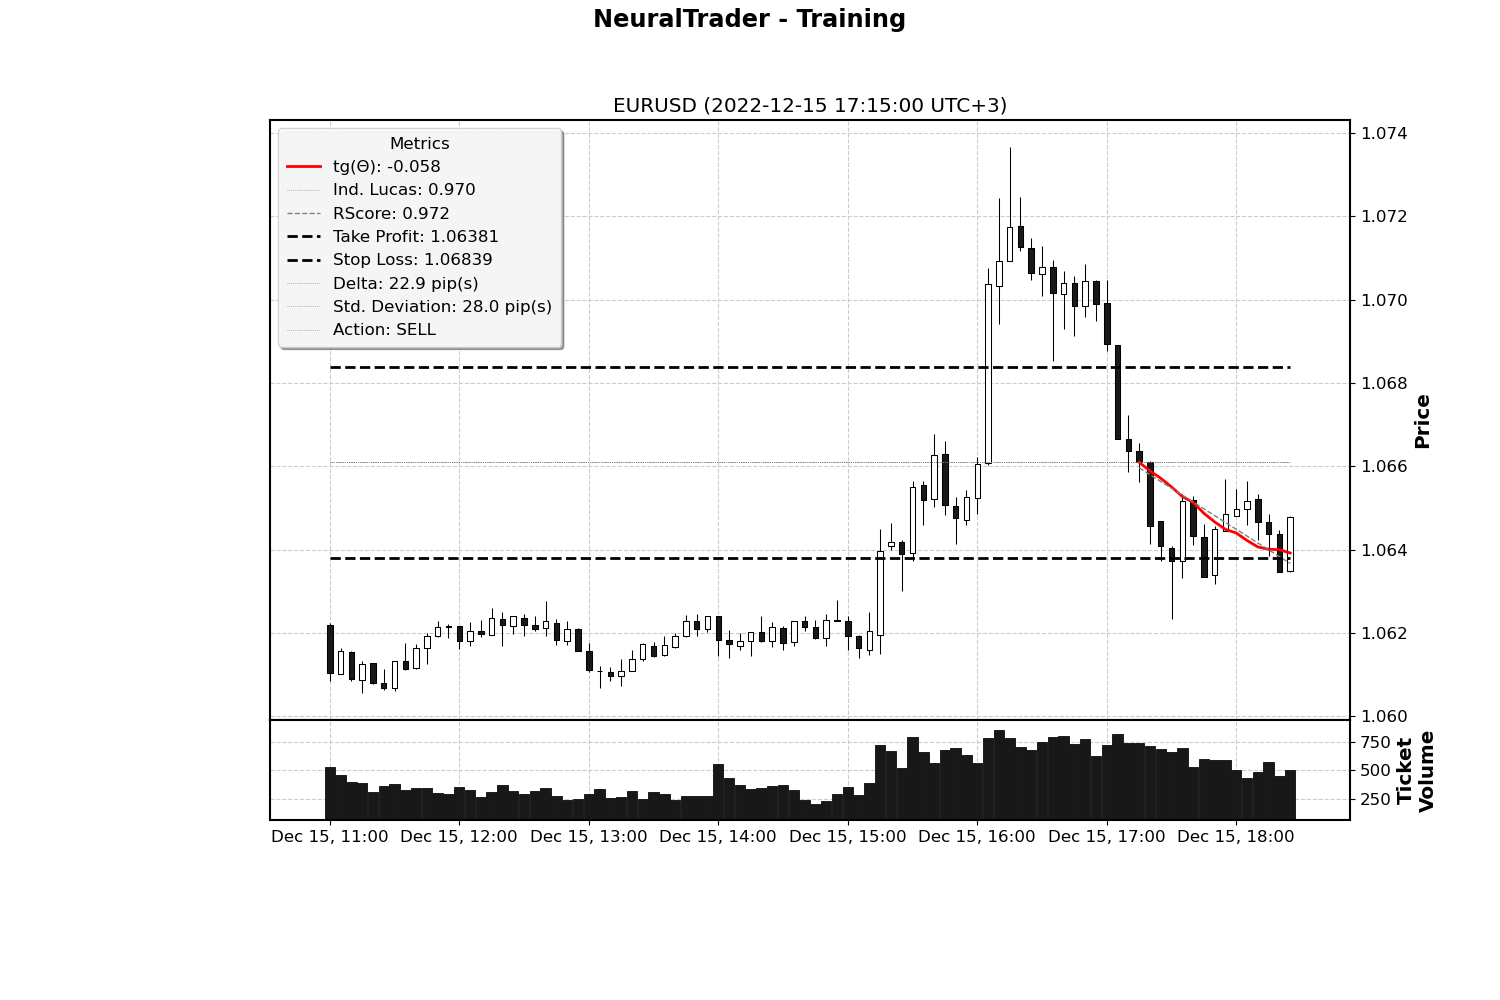 NeuralTrader - Training
EURUSD (2022-12-15 17:15:00 UTC+3)
Metrics
tg(Θ): -0.058
Ind. Lucas: 0.970
RScore: 0.972
Take Profit: 1.06381
Stop Loss: 1.06839
Delta: 22.9 pip(s)
Std. Deviation: 28.0 pip(s)
Action: SELL
1.074
1.072
1.070
1.068
1.066
1.064
1.062
1.060
Price
750
500
250
Ticket
Volume
Dec 15, 11:00 Dec 15, 12:00 Dec 15, 13:00 Dec 15, 14:00 Dec 15, 15:00 Dec 15, 16:00 Dec 15, 17:00 Dec 15, 18:00